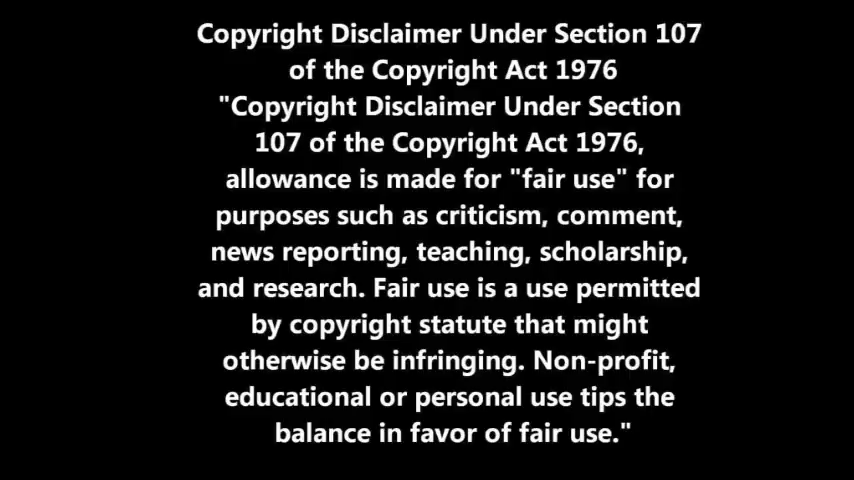 Copyright Disclaimer Under Section 107
of the Copyright Act 1976
"Copyright Disclaimer Under Section
107 of the Copyright Act 1976,
allowance is made for "fair use" for
purposes such as criticism, comment,
news reporting, teaching, scholarship,
and research. Fair use is a use permitted
by copyright statute that might
otherwise be infringing. Non-profit,
educational or personal use tips the
balance in favor of fair use."